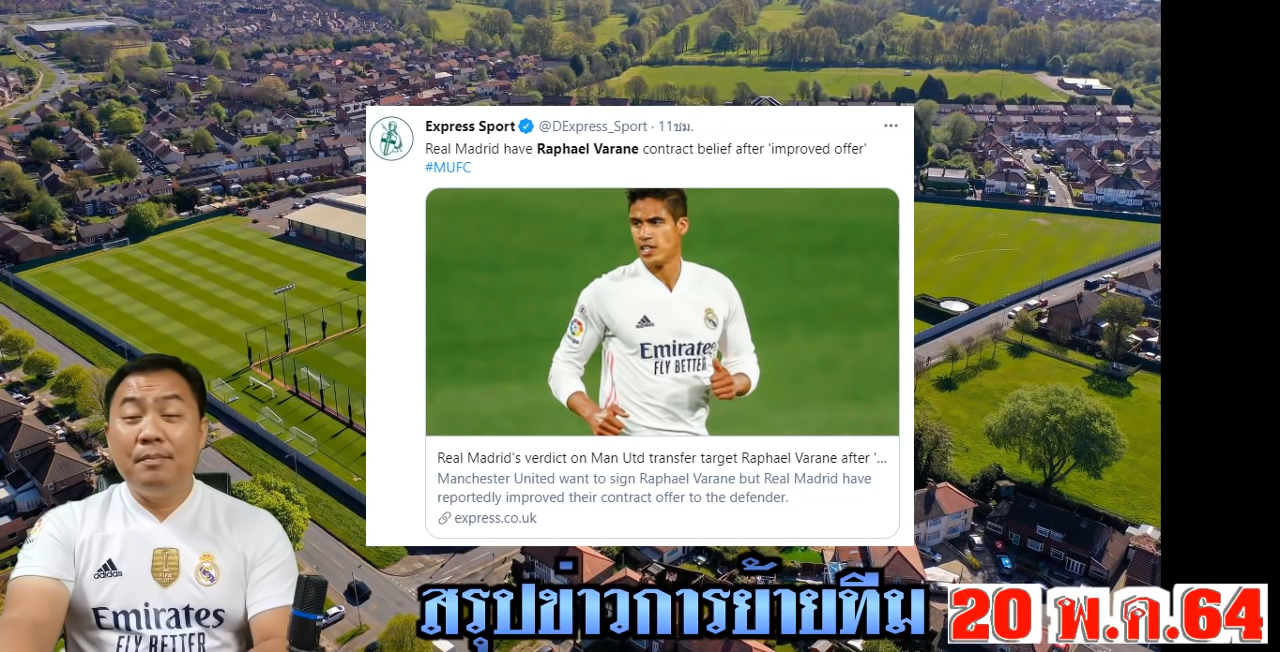 Express Sport @DExpress_Sport · 11ชม.
Real Madrid have Raphael Varane contract belief after 'improved offer'
#MUFC
Emirates
FLY BETTER
Real Madrid's verdict on Man Utd transfer target Raphael Varane after '...
Manchester United want to sign Raphael Varane but Real Madrid have
reportedly improved their contract offer to the defender.
express.co.uk
adidas
FIFA
Emirates
FLY BETTER
สรุปข่าวการย้ายทีม 20 พ.ค.64